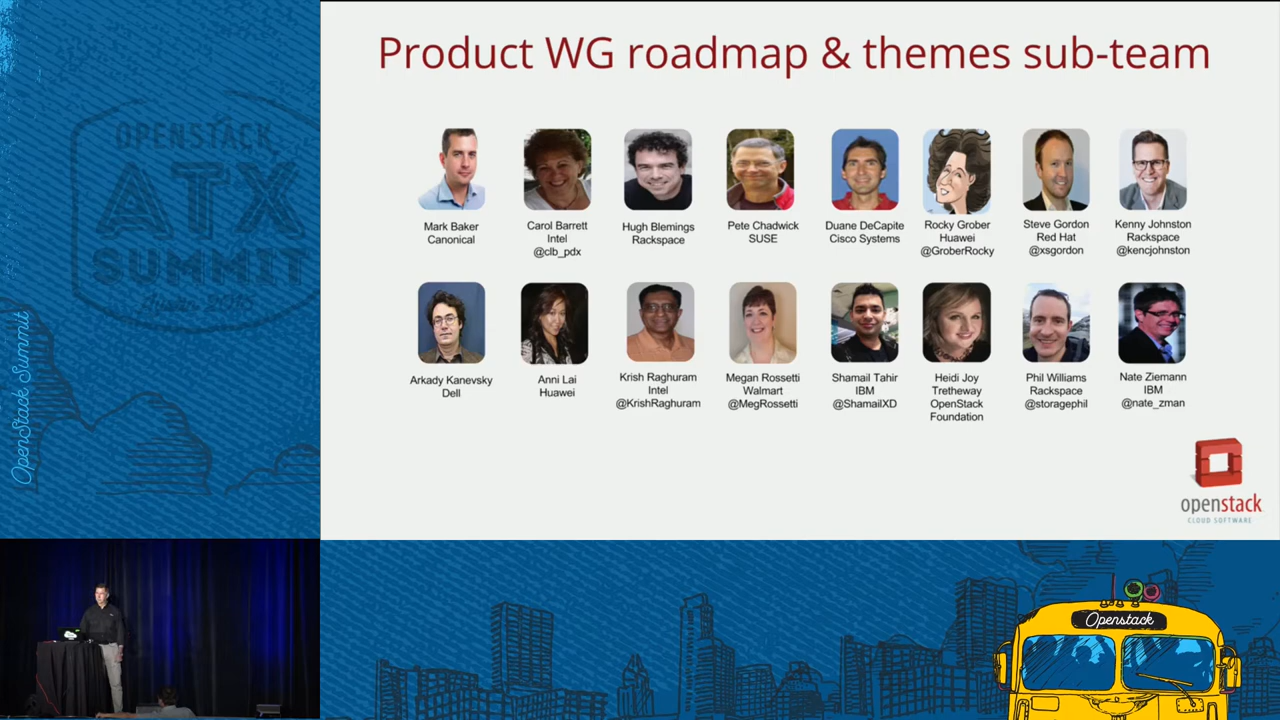 Product WG roadmap & themes sub-team
Mark Baker
Canonical
Carol Barrett
Intel
@clb_pdx
Hugh Blemings
Rackspace
Pete Chadwick
SUSE
Duane DeCapite
Cisco Systems
Rocky Grober
Huawei
@GroberRocky
Steve Gordon
Red Hat
@xsgordon
Kenny Johnston
Rackspace
@kencjohnston
Arkady Kanevsky
Dell
Anni Lai
Huawei
Krish Raghuram
Intel
@KrishRaghuram
Megan Rossetti
Walmart
@MegRossetti
Shamail Tahir
IBM
@ShamailXD
Heidi Joy
Tretheway
OpenStack
Foundation
Phil Williams
Rackspace
@storagephil
Nate Ziemann
IBM
@nate_zman
openstack
CLOUD SOFTWARE
OPENSTACK
ATX
SUMMIT
OpenStack Summit
Openstack